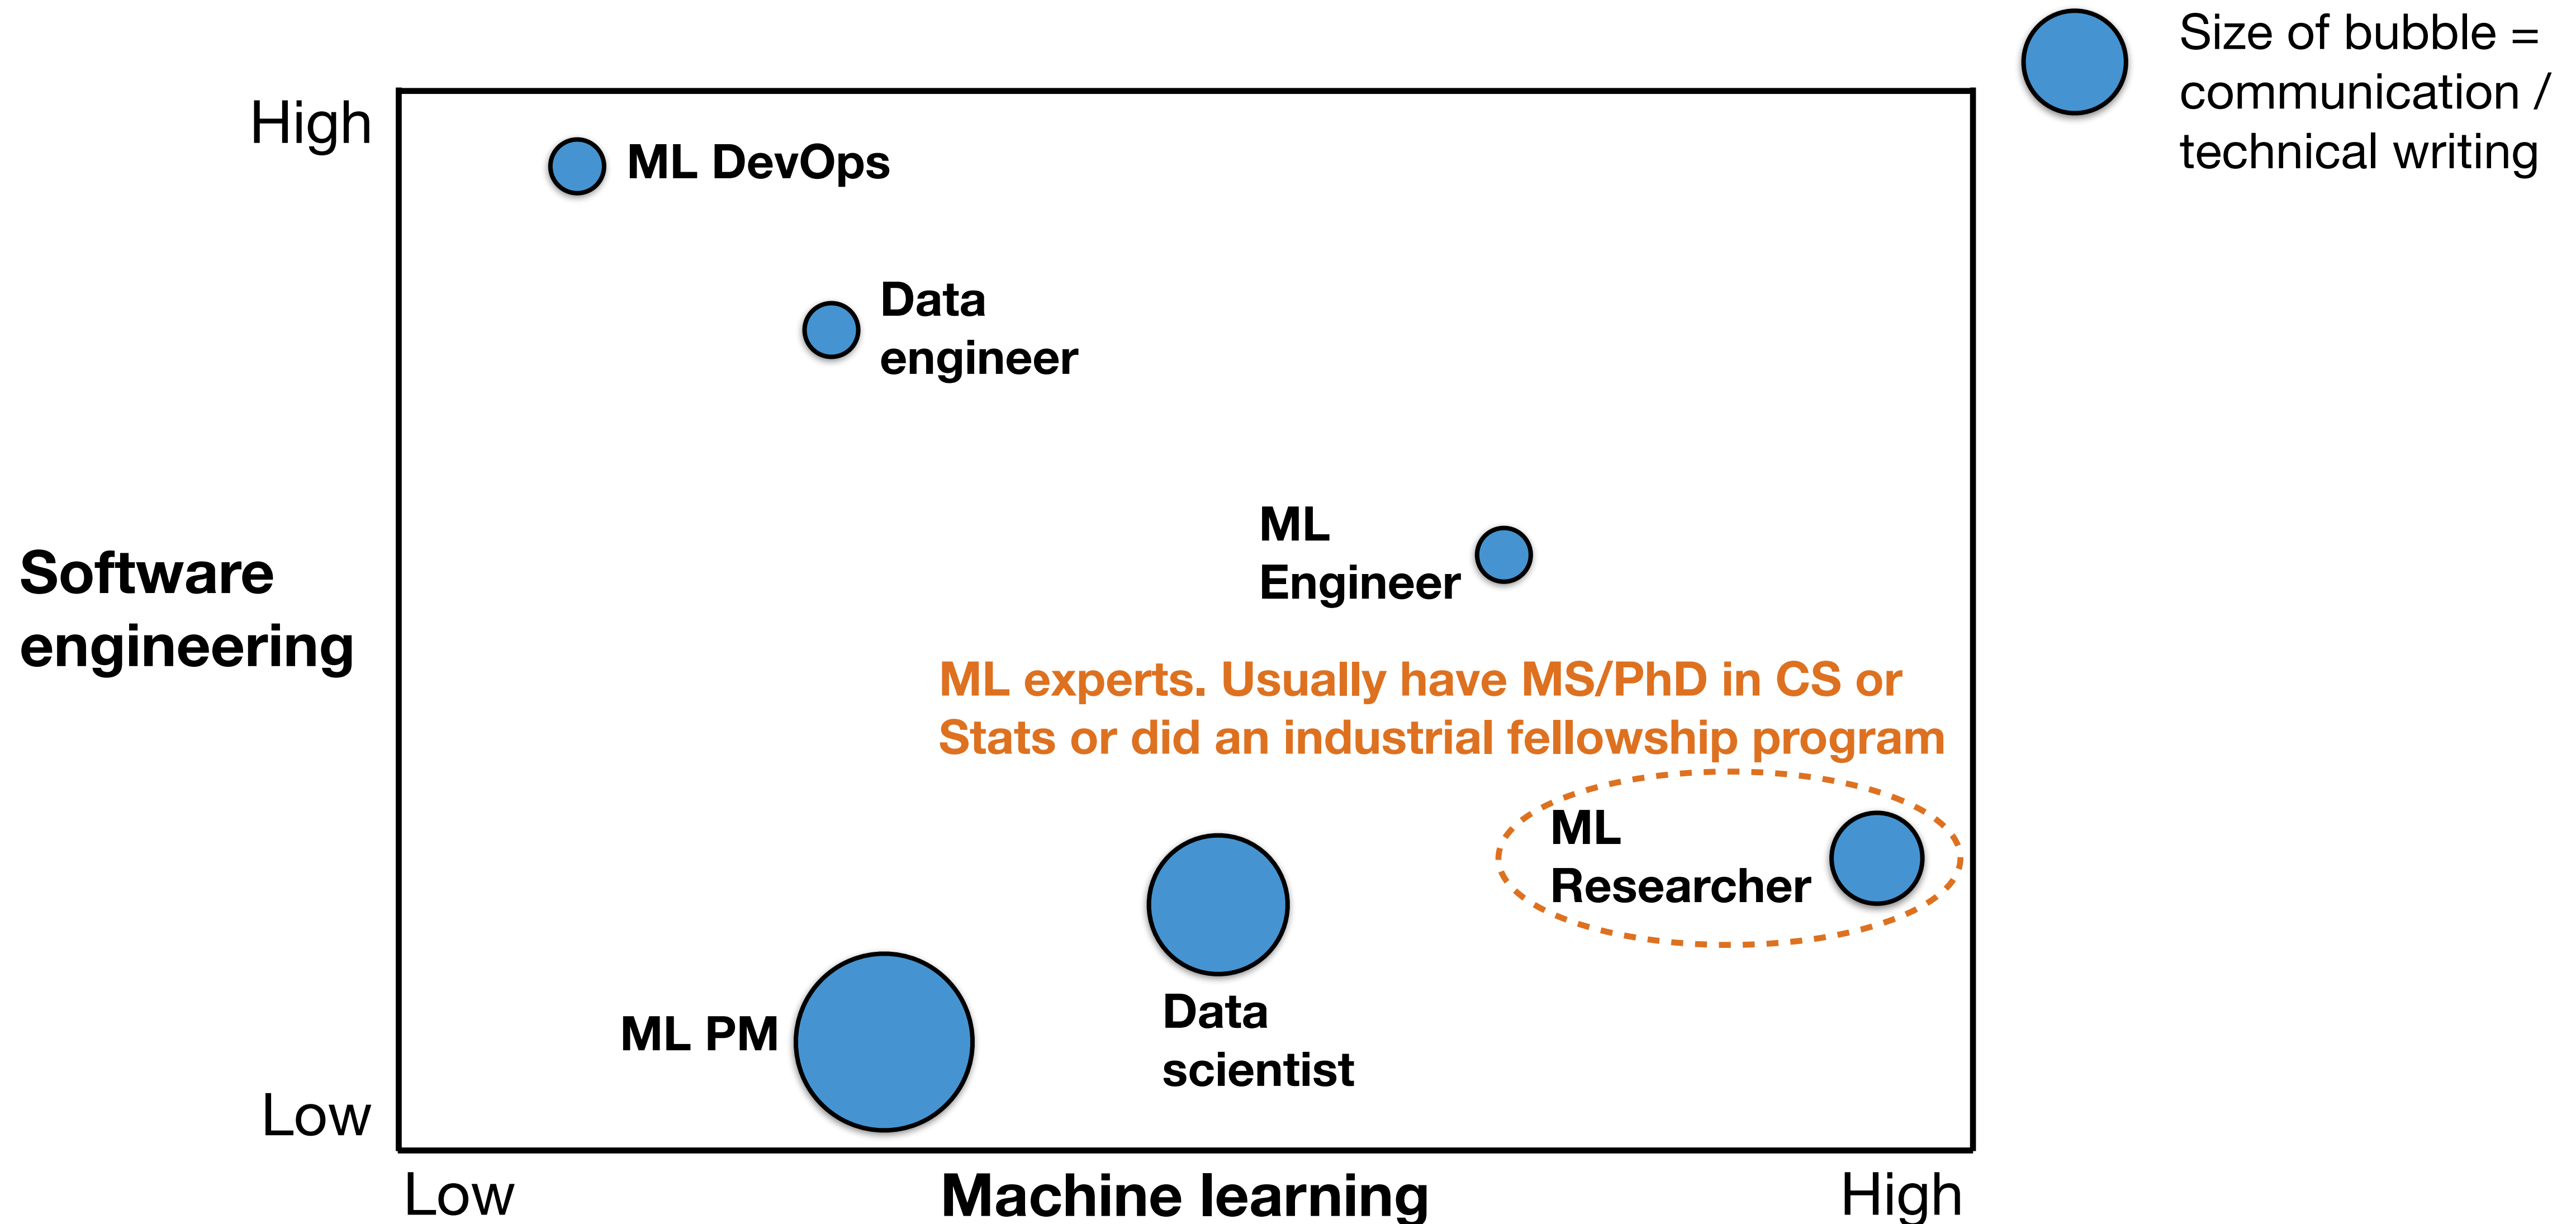 Size of bubble =
communication /
technical writing
High
ML DevOps
Data
engineer
ML
Engineer
Software
engineering
ML experts. Usually have MS/PhD in CS or
Stats or did an industrial fellowship program
ML
Researcher
ML PM
Data
scientist
Low
Low
Machine learning
High